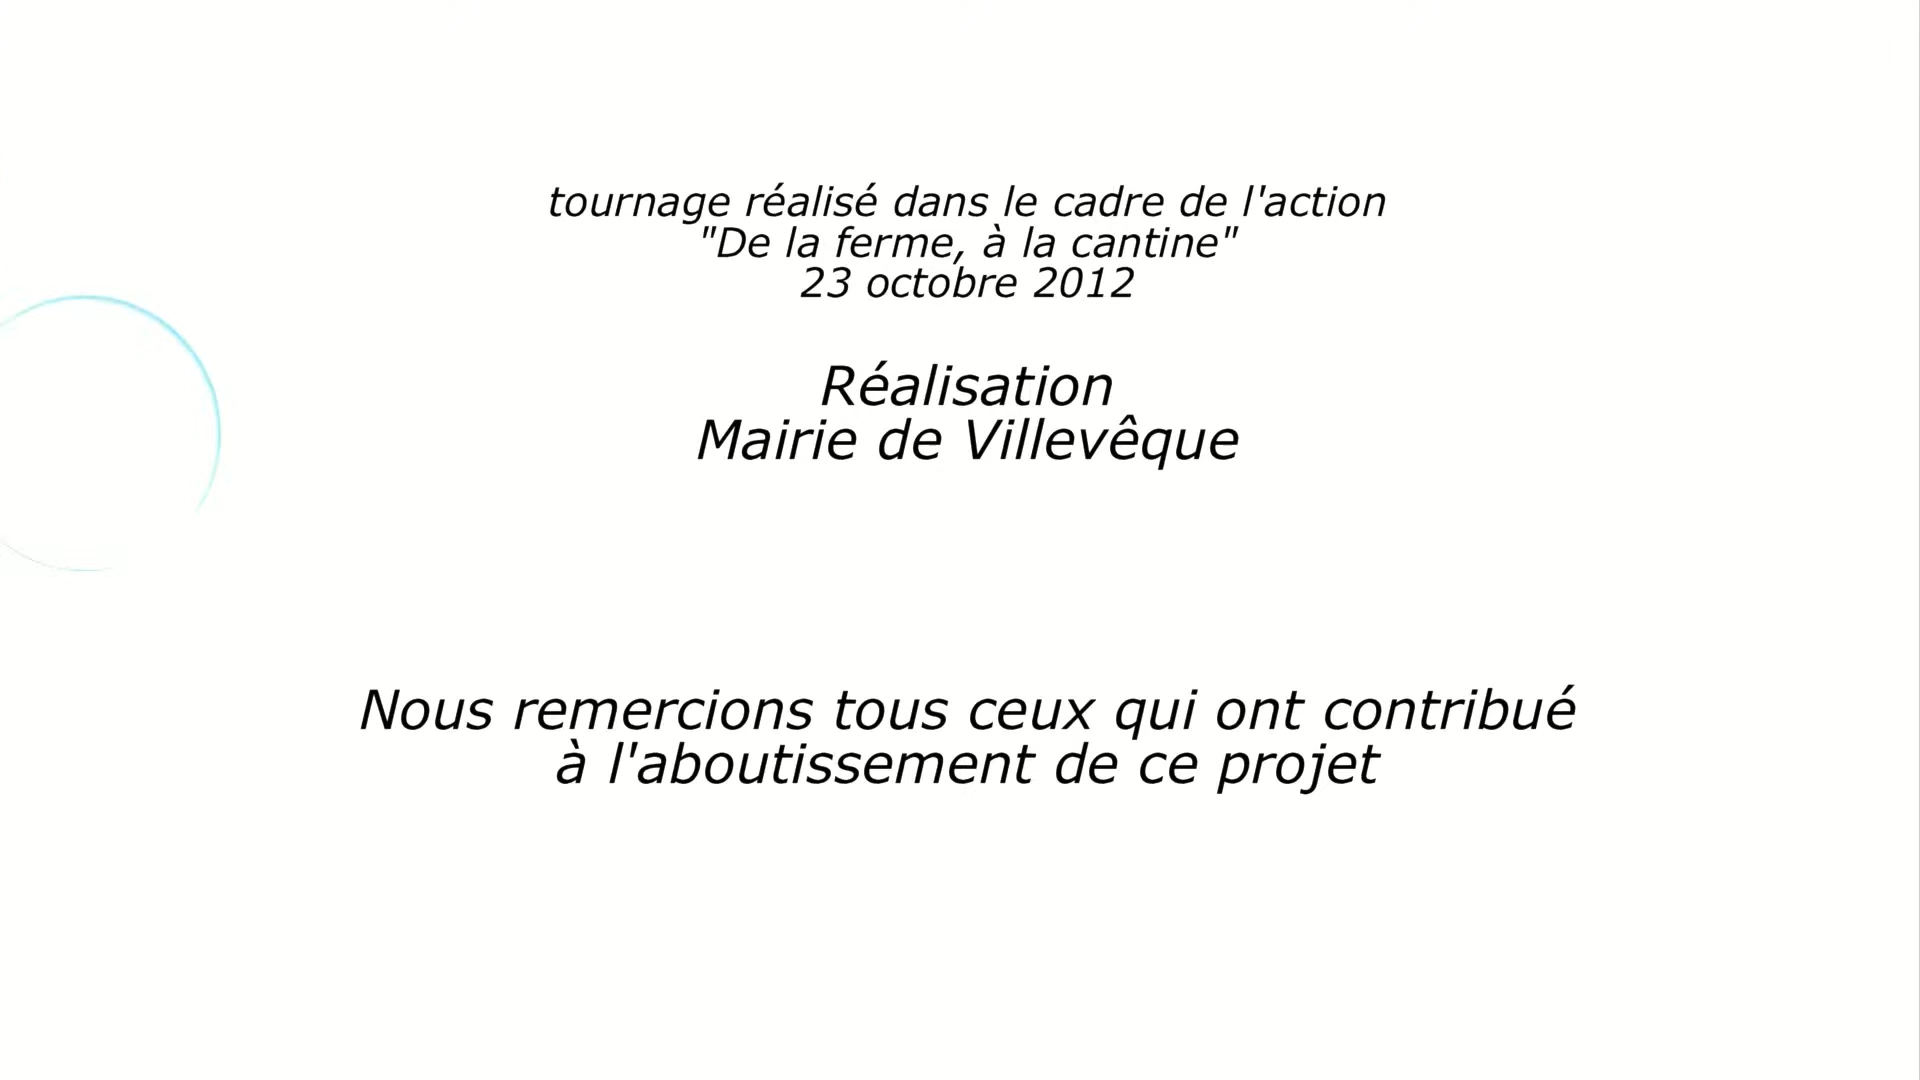 tournage réalisé dans le cadre de l'action
"De la ferme, à la cantine"
23 octobre 2012
Réalisation
Mairie de Villevêque
Nous remercions tous ceux qui ont contribué
à l'aboutissement de ce projet